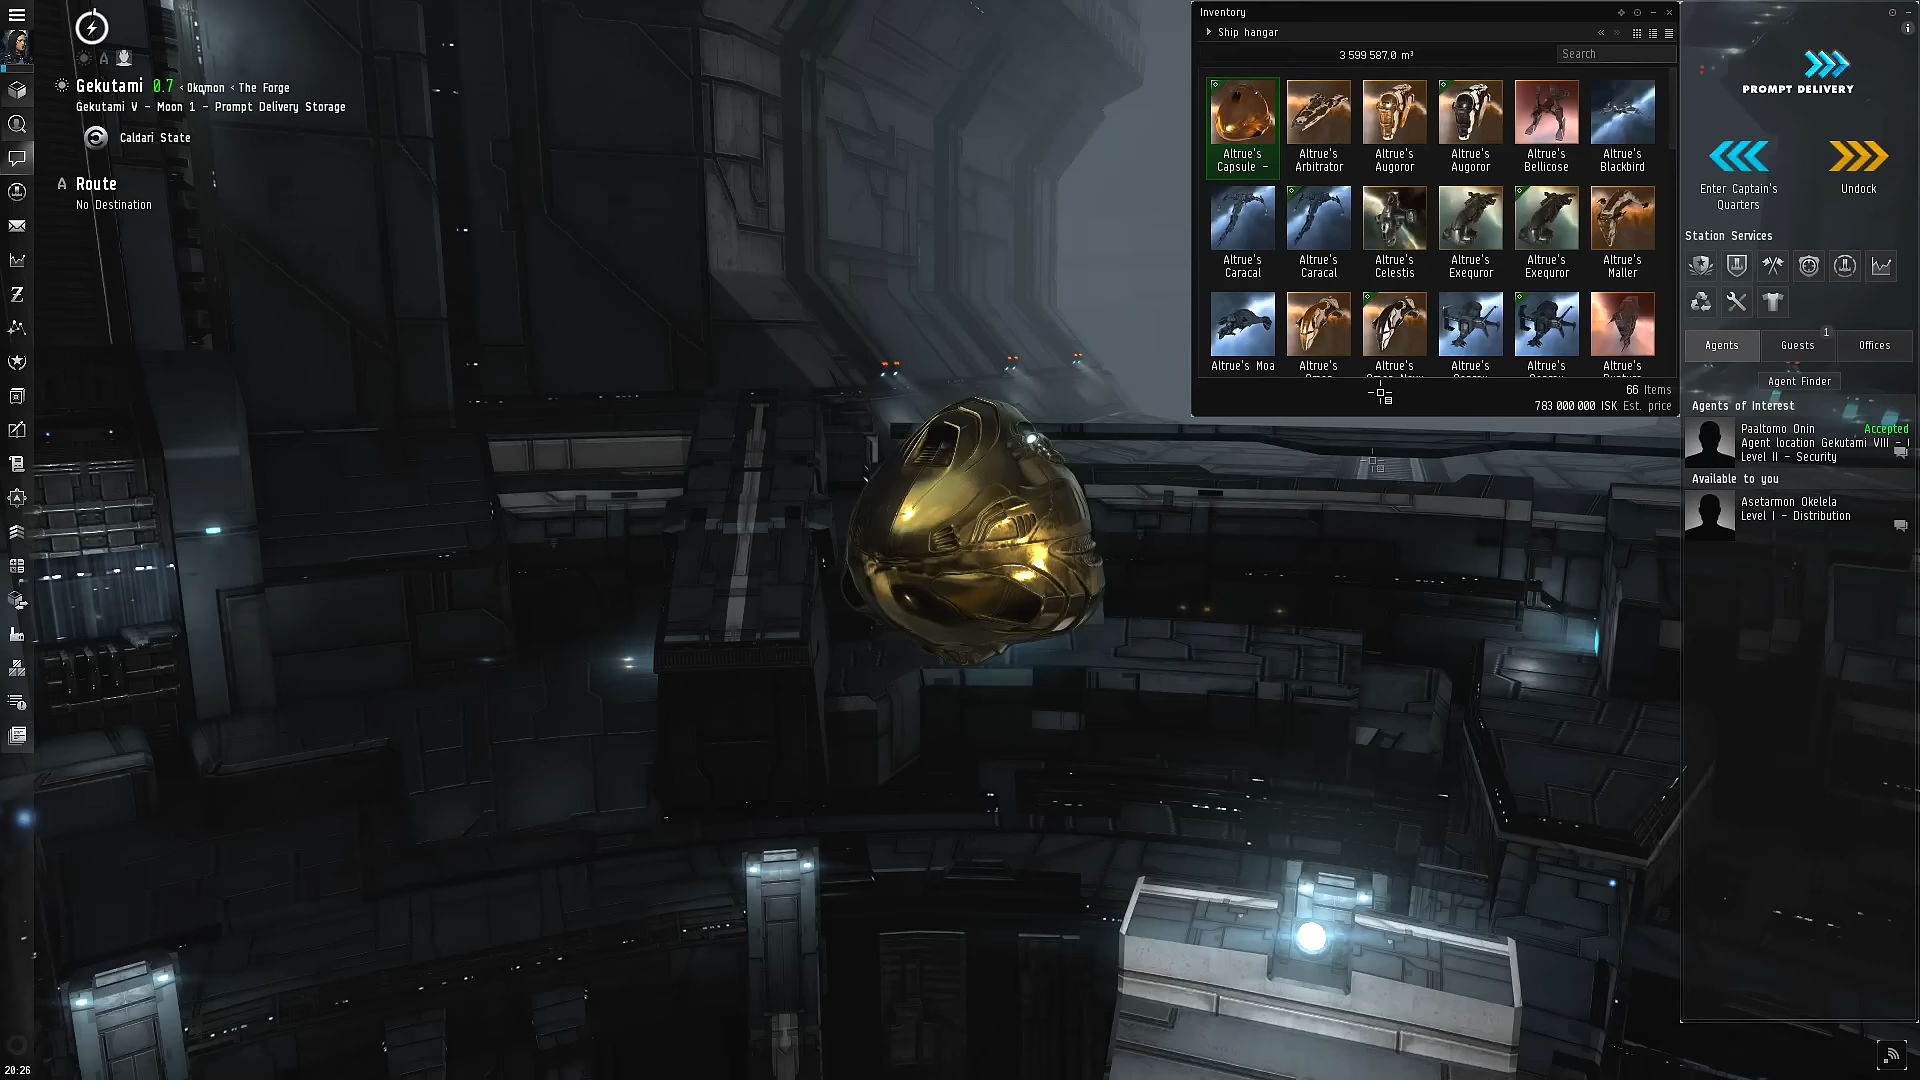 Gekutami 0.7 < Okomon < The Forge
Gekutami V - Moon 1 - Prompt Delivery Storage
Caldari State
Route
No Destination
20:26
Inventory
Ship hangar
3 599 587,0 m³
Search
Altrue's Capsule -
Altrue's Arbitrator
Altrue's Augoror
Altrue's Augoror
Altrue's Bellicose
Altrue's Blackbird
Altrue's Caracal
Altrue's Caracal
Altrue's Celestis
Altrue's Exequror
Altrue's Exequror
Altrue's Maller
Altrue's Moa
Altrue's
Altrue's
Altrue's
Altrue's
Altrue's
66 Items
783 000 000 ISK Est. price
PROMPT DELIVERY
Enter Captain's
Quarters
Undock
Station Services
Agents
Guests
1
Offices
Agent Finder
Agents of Interest
Paaltomo Onin
Accepted
Agent location Gekutami VIII -
Level II - Security
Available to you
Asetarmon Okelela
Level I - Distribution